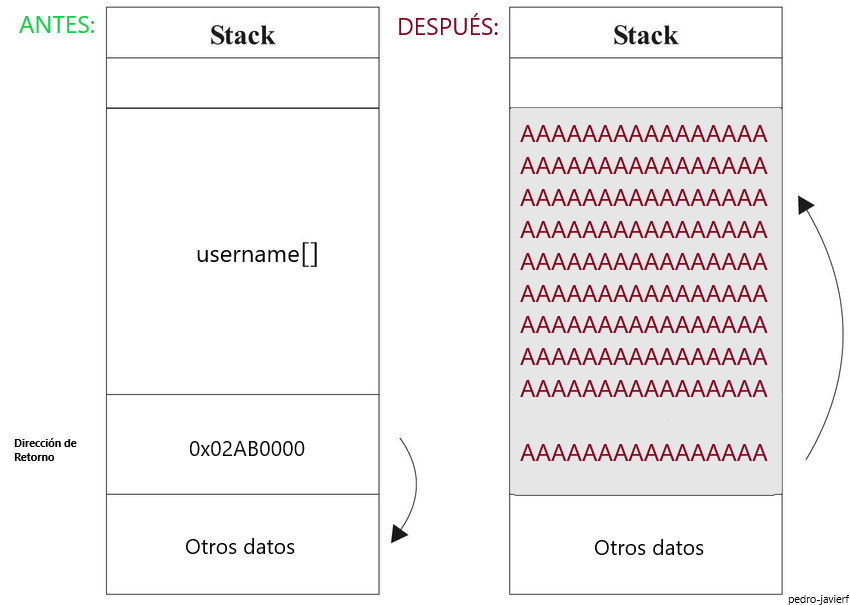 ANTES:
Stack
username[]
Dirección de
Retorno
0x02AB0000
Otros datos
DESPUÉS:
Stack
AAAAAAAAAAAAAAAA
AAAAAAAAAAAAAAAA
AAAAAAAAAAAAAAAA
AAAAAAAAAAAAAAAA
AAAAAAAAAAAAAAAA
AAAAAAAAAAAAAAAA
AAAAAAAAAAAAAAAA
AAAAAAAAAAAAAAAA
AAAAAAAAAAAAAAAA
AAAAAAAAAAAAAAAA
Otros datos
pedro-javierf